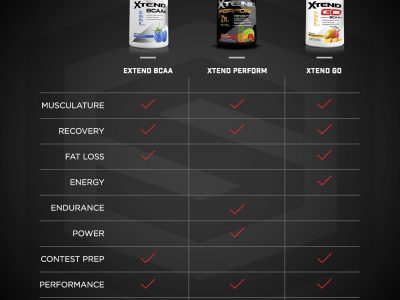 XTEND
BCAAs
XTEND
PERFORM
XTEND
GO
EXTEND BCAA
XTEND PERFORM
XTEND GO
MUSCULATURE
RECOVERY
FAT LOSS
ENERGY
ENDURANCE
POWER
CONTEST PREP
PERFORMANCE